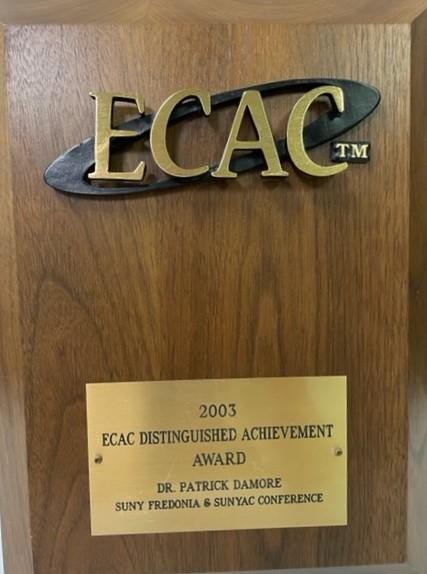 ECAC
TM
2003
ECAC DISTINGUISHED ACHIEVEMENT
AWARD
DR. PATRICK DAMORE
SUNY FREDONIA & SUNYAC CONFERENCE